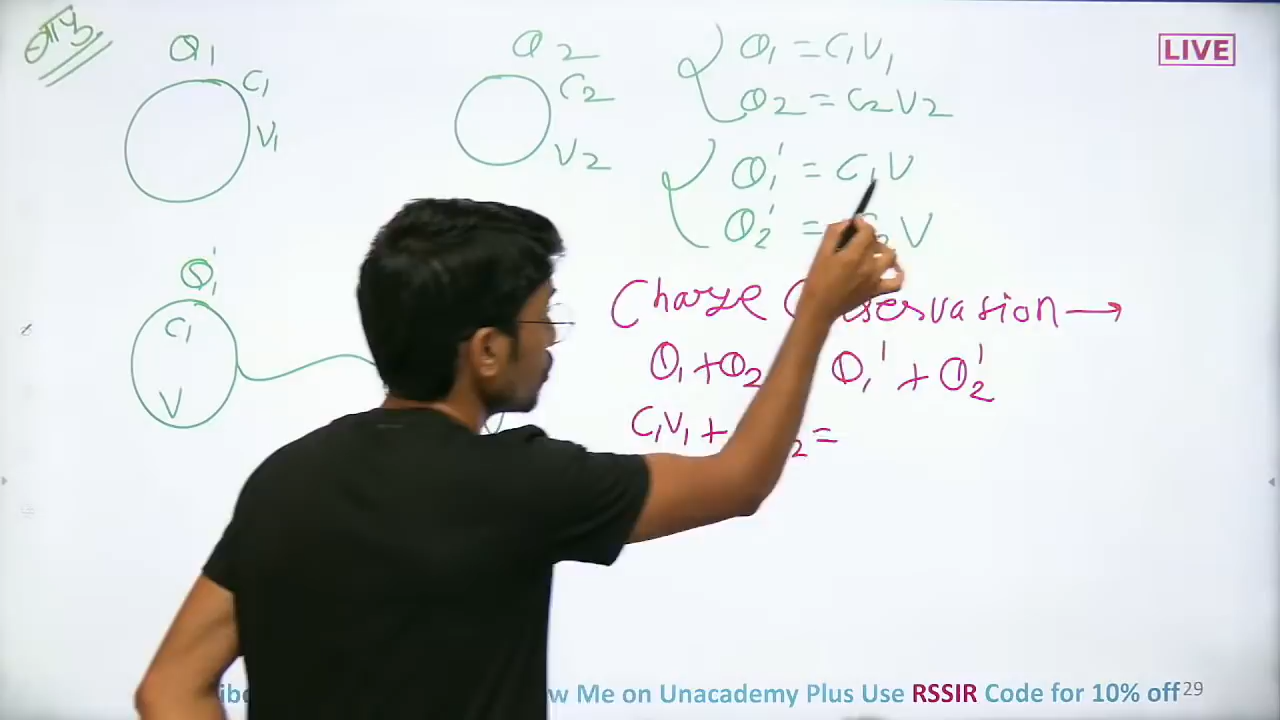 LIVE
Q1
C1
V1
Q2
C2
V2
Q1 = C1V1
Q2 = C2V2
Q1' = C1V
Q2' = V
Q1'
C1
V
Charge →
Q1 + Q2 Q1' + Q2'
C1V1 + 2 =
w Me on Unacademy Plus Use RSSIR Code for 10% off
29